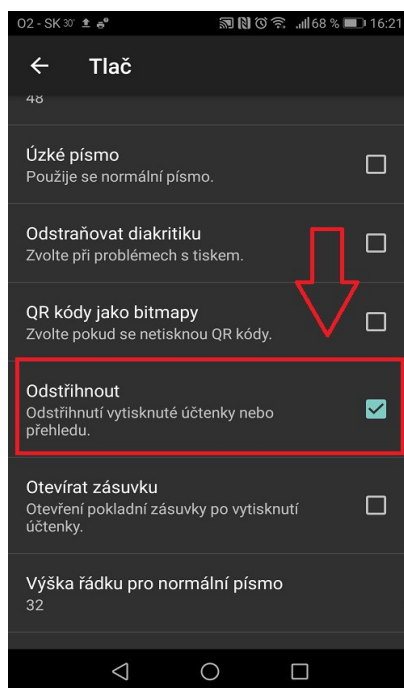 O2 - SK 30' 68 % 16:21
Tlač
48
Úzké písmo
Použije se normální písmo.
Odstraňovat diakritiku
Zvolte při problémech s tiskem.
QR kódy jako bitmapy
Zvolte pokud se netisknou QR kódy.
Odstřihnout
Odstřihnutí vytisknuté účtenky nebo
přehledu.
Otevírat zásuvku
Otevření pokladní zásuvky po vytisknutí
účtenky.
Výška řádku pro normální písmo
32